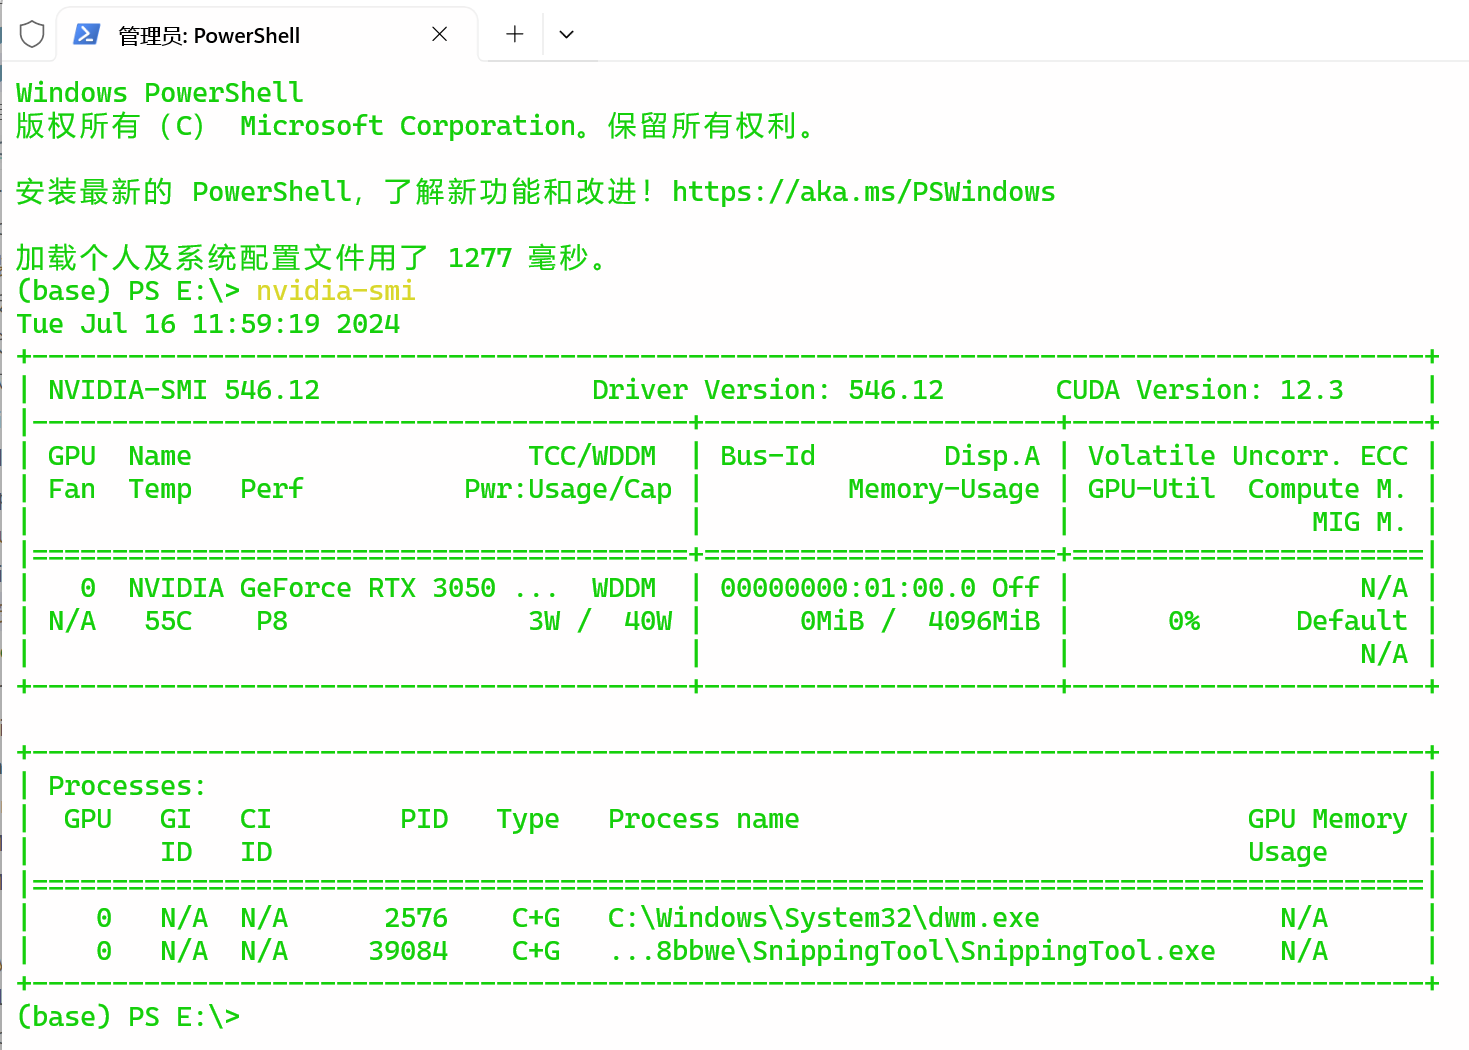 管理员: PowerShell
Windows PowerShell
版权所有 (C) Microsoft Corporation。保留所有权利。
安装最新的 PowerShell，了解新功能和改进！https://aka.ms/PSWindows
加载个人及系统配置文件用了 1277 毫秒。
(base) PS E:\> nvidia-smi
Tue Jul 16 11:59:19 2024
+---------------------------------------------------------------------------------------+
| NVIDIA-SMI 546.12                 Driver Version: 546.12       CUDA Version: 12.3     |
|-----------------------------------------+----------------------+----------------------+
| GPU  Name                     TCC/WDDM  | Bus-Id        Disp.A | Volatile Uncorr. ECC |
| Fan  Temp   Perf          Pwr:Usage/Cap |         Memory-Usage | GPU-Util  Compute M. |
|                                         |                      |               MIG M. |
|=========================================+======================+======================|
|   0  NVIDIA GeForce RTX 3050 ...  WDDM  | 00000000:01:00.0 Off |                  N/A |
| N/A   55C    P8               3W /  40W |      0MiB /  4096MiB |      0%      Default |
|                                         |                      |                  N/A |
+-----------------------------------------+----------------------+----------------------+
+---------------------------------------------------------------------------------------+
| Processes:                                                                            |
|  GPU   GI   CI        PID   Type   Process name                            GPU Memory |
|        ID   ID                                                             Usage      |
|=======================================================================================|
|    0   N/A  N/A      2576    C+G   C:\Windows\System32\dwm.exe               N/A      |
|    0   N/A  N/A     39084    C+G   ...8bbwe\SnippingTool\SnippingTool.exe    N/A      |
+---------------------------------------------------------------------------------------+
(base) PS E:\>